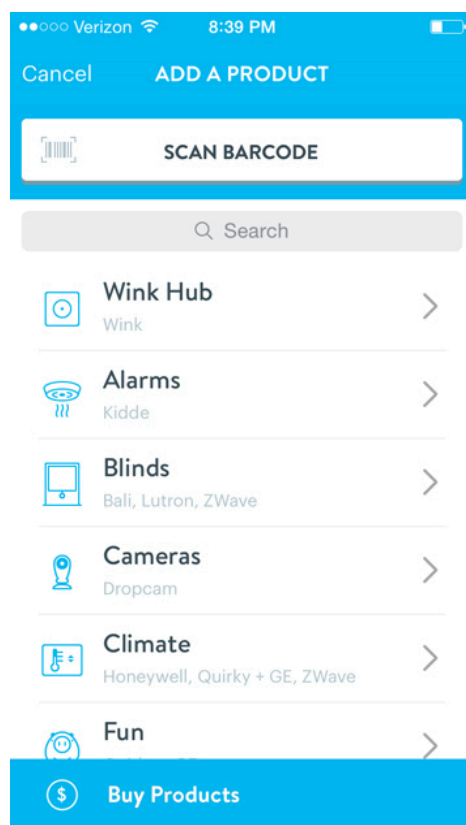 Verizon 8:39 PM
Cancel ADD A PRODUCT
SCAN BARCODE
Search
Wink Hub
Wink
Alarms
Kidde
Blinds
Bali, Lutron, ZWave
Cameras
Dropcam
Climate
Honeywell, Quirky + GE, ZWave
Fun
$ Buy Products